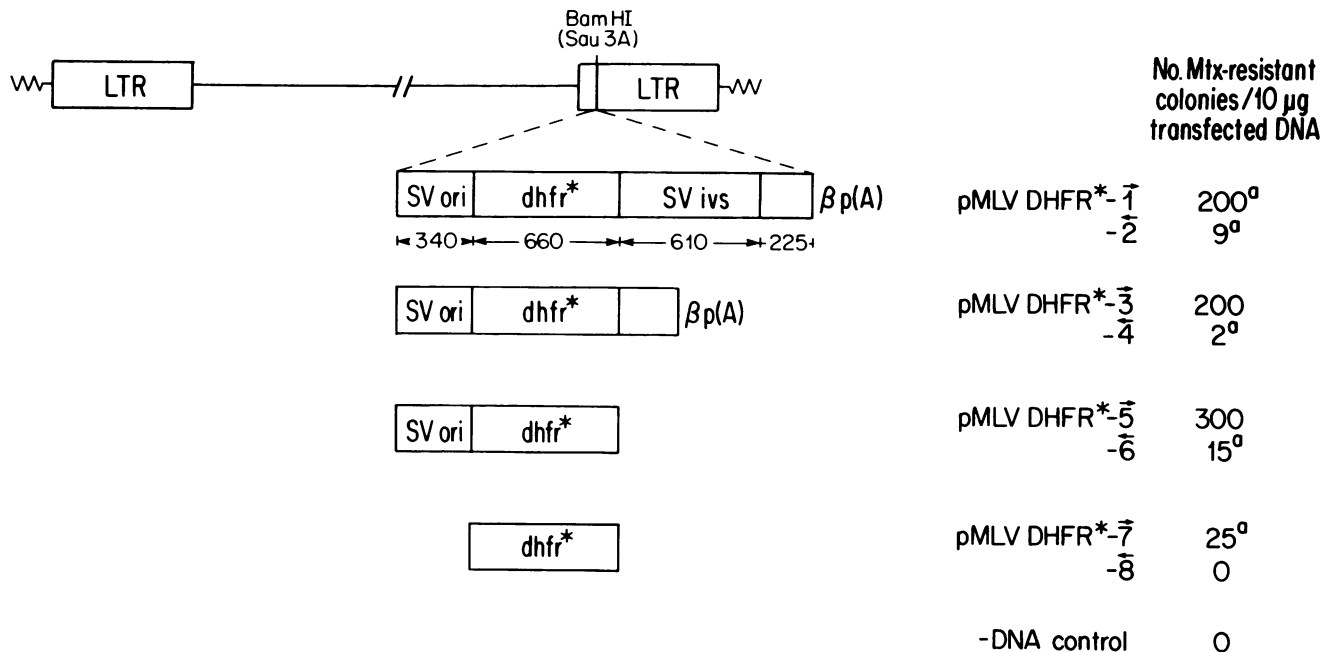 Bam HI
(Sau 3A)
LTR
LTR
No. Mtx-resistant
colonies/10 µg
transfected DNA
SV ori
dhfr*
SV ivs
βp(A)
340
660
610
225
pMLV DHFR*-1⃗ 200ᵃ
-2⃖ 9ᵃ
SV ori
dhfr*
βp(A)
pMLV DHFR*-3⃗ 200
-4⃖ 2ᵃ
SV ori
dhfr*
pMLV DHFR*-5⃗ 300
-6⃖ 15ᵃ
dhfr*
pMLV DHFR*-7⃗ 25ᵃ
-8⃖ 0
-DNA control 0